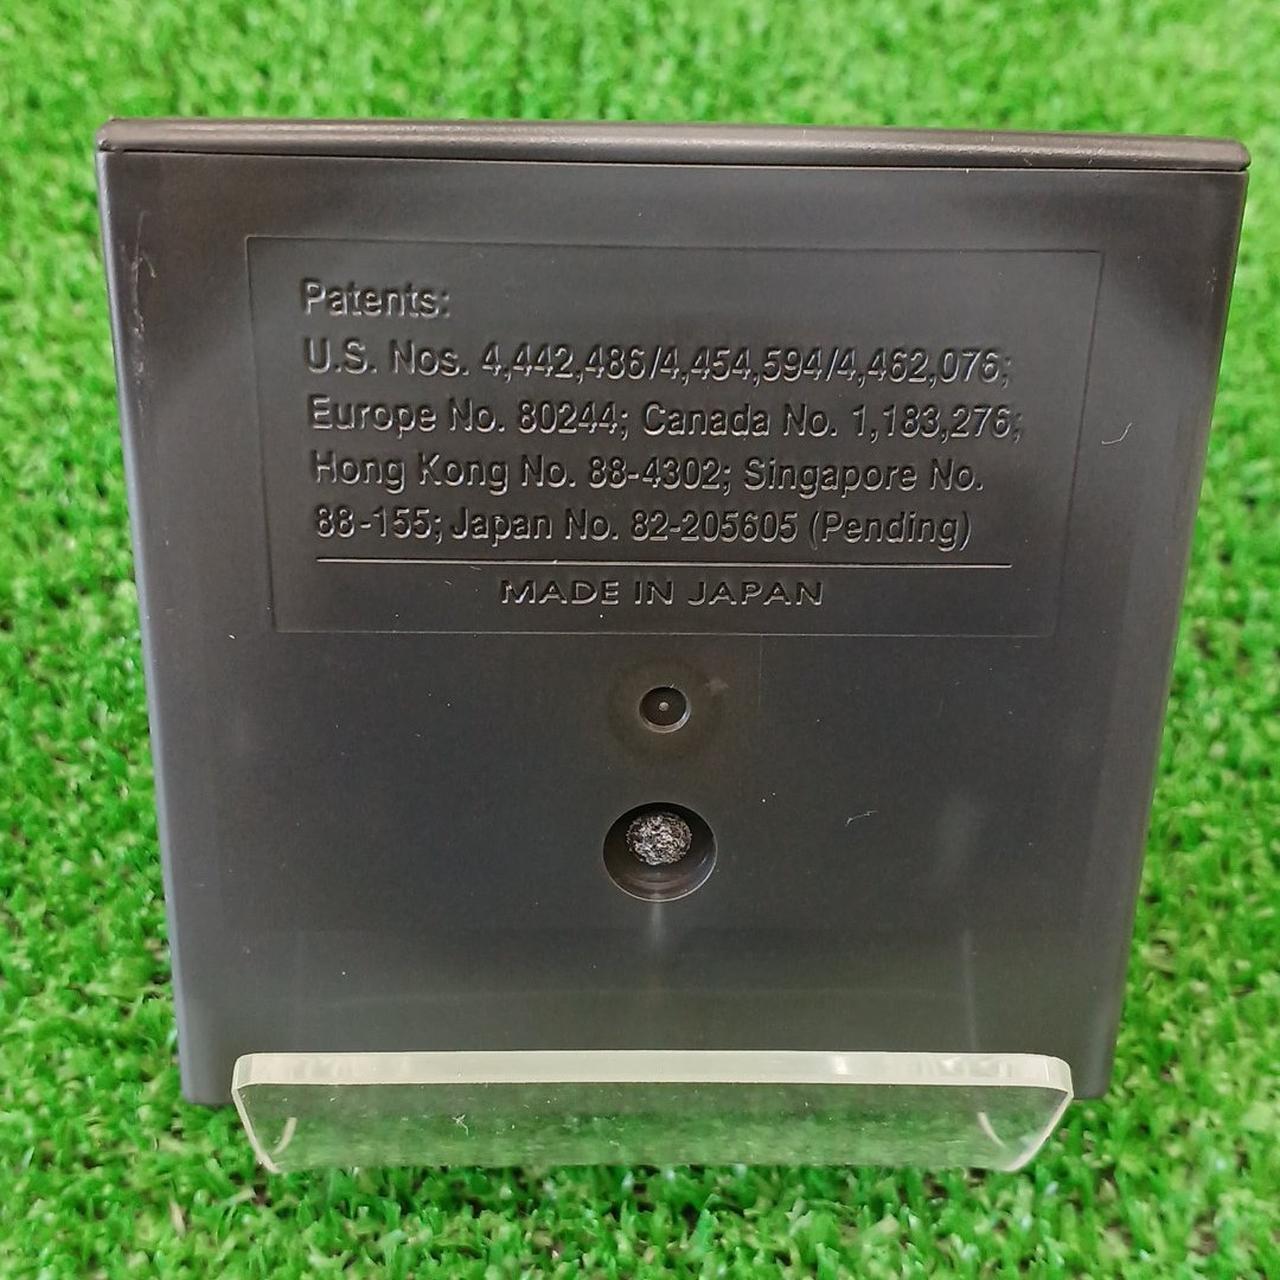 Patents:
U.S. Nos. 4,442,486/4,454,594/4,462,076;
Europe No. 80244; Canada No. 1,183,276;
Hong Kong No. 88-4302; Singapore No.
88-155; Japan No. 82-205605 (Pending)
MADE IN JAPAN